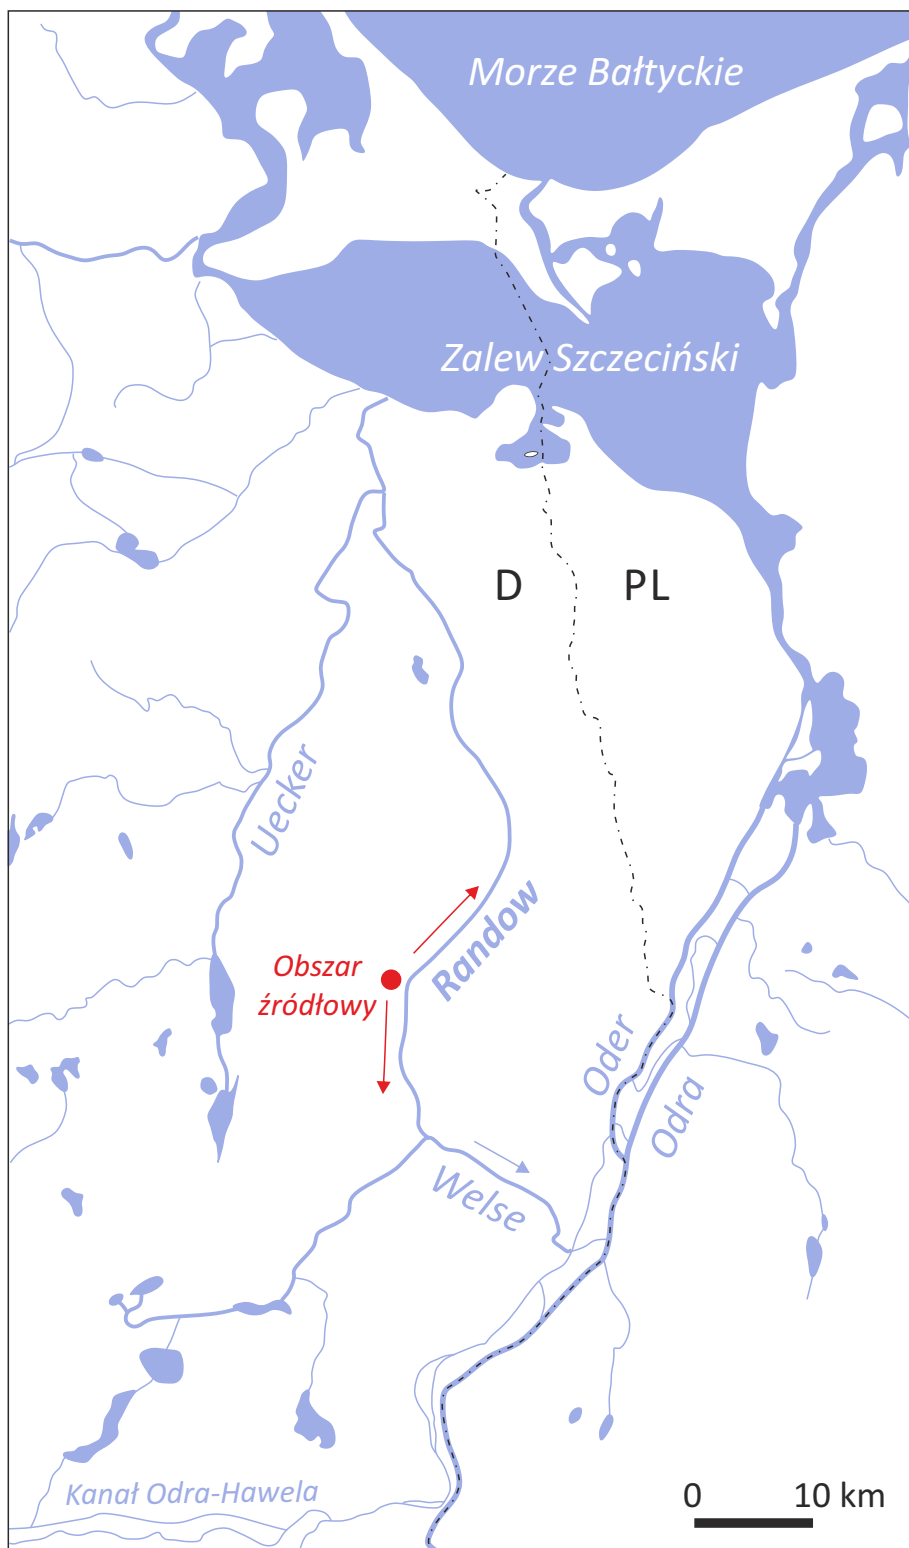 Morze Bałtyckie
Zalew Szczeciński
D
PL
Uecker
Randow
Obszar
źródłowy
Oder
Odra
Welse
Kanał Odra-Hawela
0
10 km